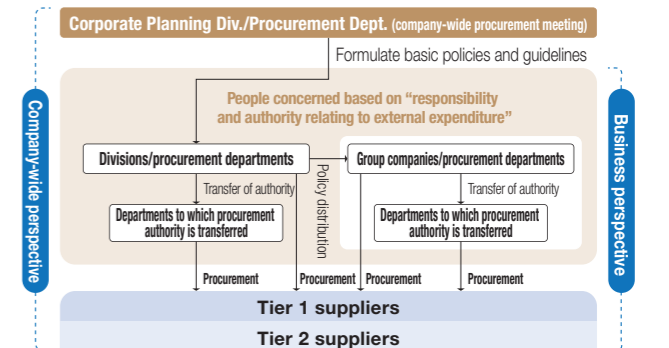 Corporate Planning Div./Procurement Dept. (company-wide procurement meeting)
Formulate basic policies and guidelines
Company-wide perspective
Business perspective
People concerned based on “responsibility
and authority relating to external expenditure”
Divisions/procurement departments
Policy distribution
Group companies/procurement departments
Transfer of authority
Transfer of authority
Departments to which procurement
authority is transferred
Departments to which procurement
authority is transferred
Procurement
Procurement
Procurement
Procurement
Tier 1 suppliers
Tier 2 suppliers